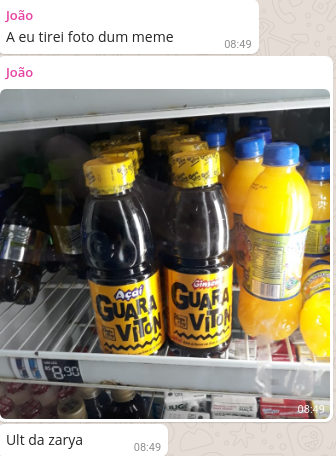 João
A eu tirei foto dum meme
08:49
João
Açaí
GUARA
VITON
Ginseng
GUARA
VITON
R$ 8,90
08:49
Ult da zarya
08:49